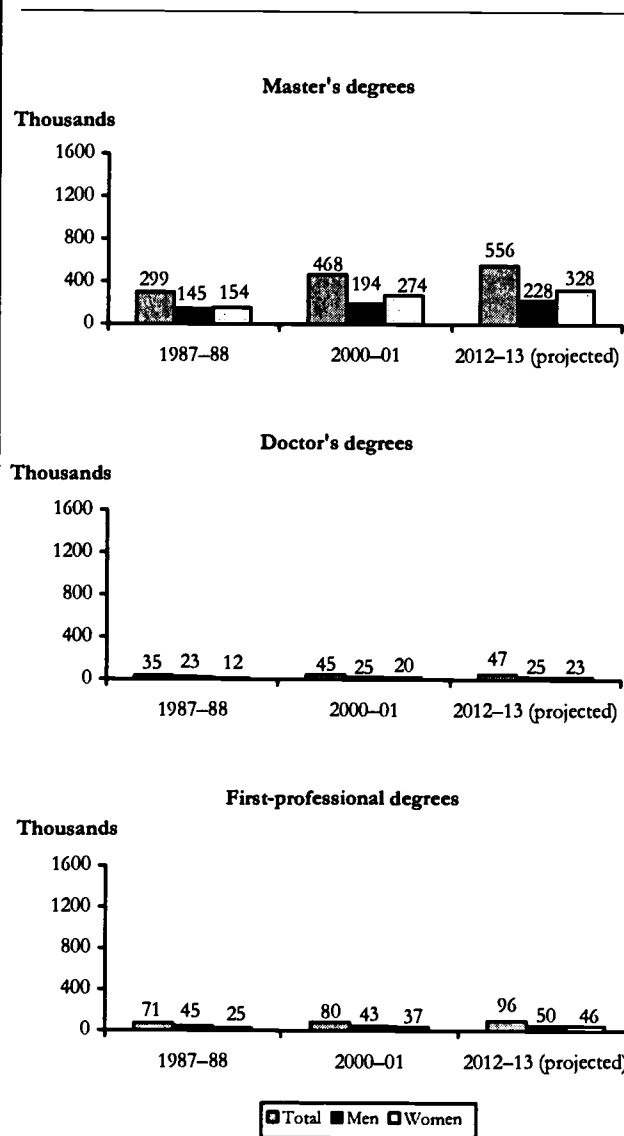 Master's degrees
Thousands
1600
1200
800
400
0
299 145 154
468 194 274
556 228 328
1987–88 2000–01 2012–13 (projected)
Doctor's degrees
Thousands
1600
1200
800
400
0
35 23 12
45 25 20
47 25 23
1987–88 2000–01 2012–13 (projected)
First-professional degrees
Thousands
1600
1200
800
400
0
71 45 25
80 43 37
96 50 46
1987–88 2000–01 2012–13 (projected)
Total Men Women